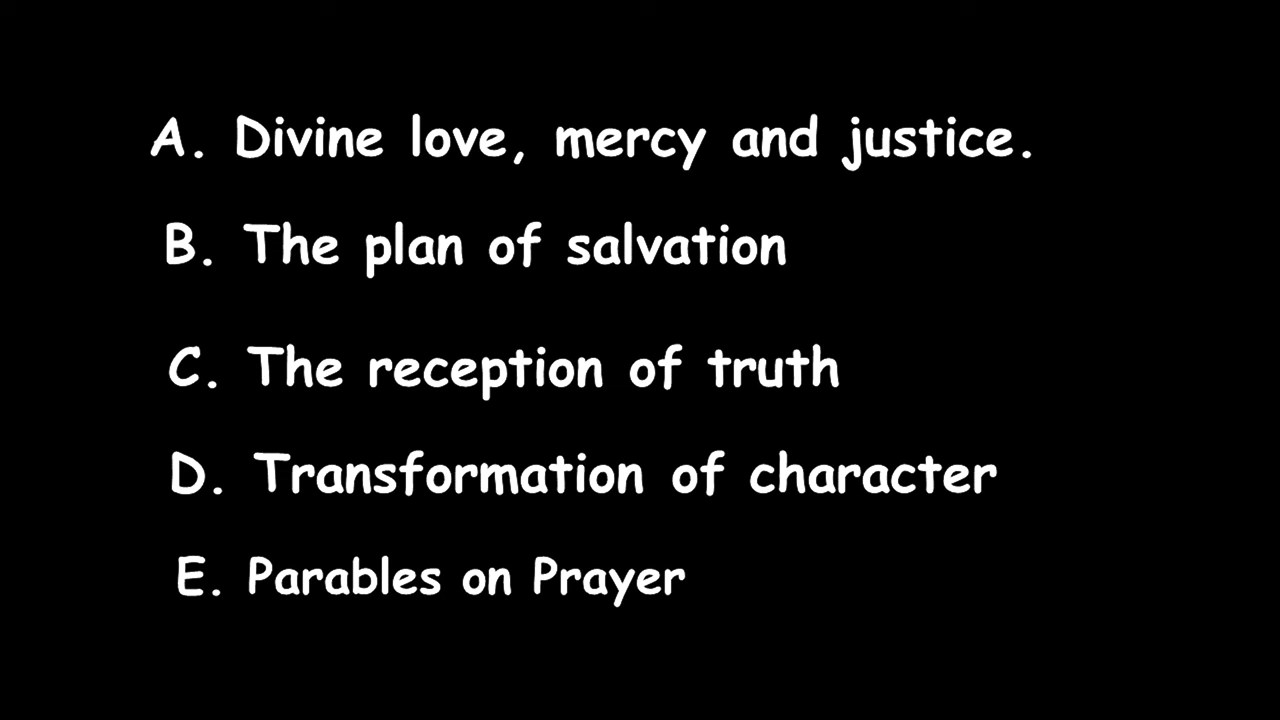 A. Divine love, mercy and justice.
B. The plan of salvation
C. The reception of truth
D. Transformation of character
E. Parables on Prayer